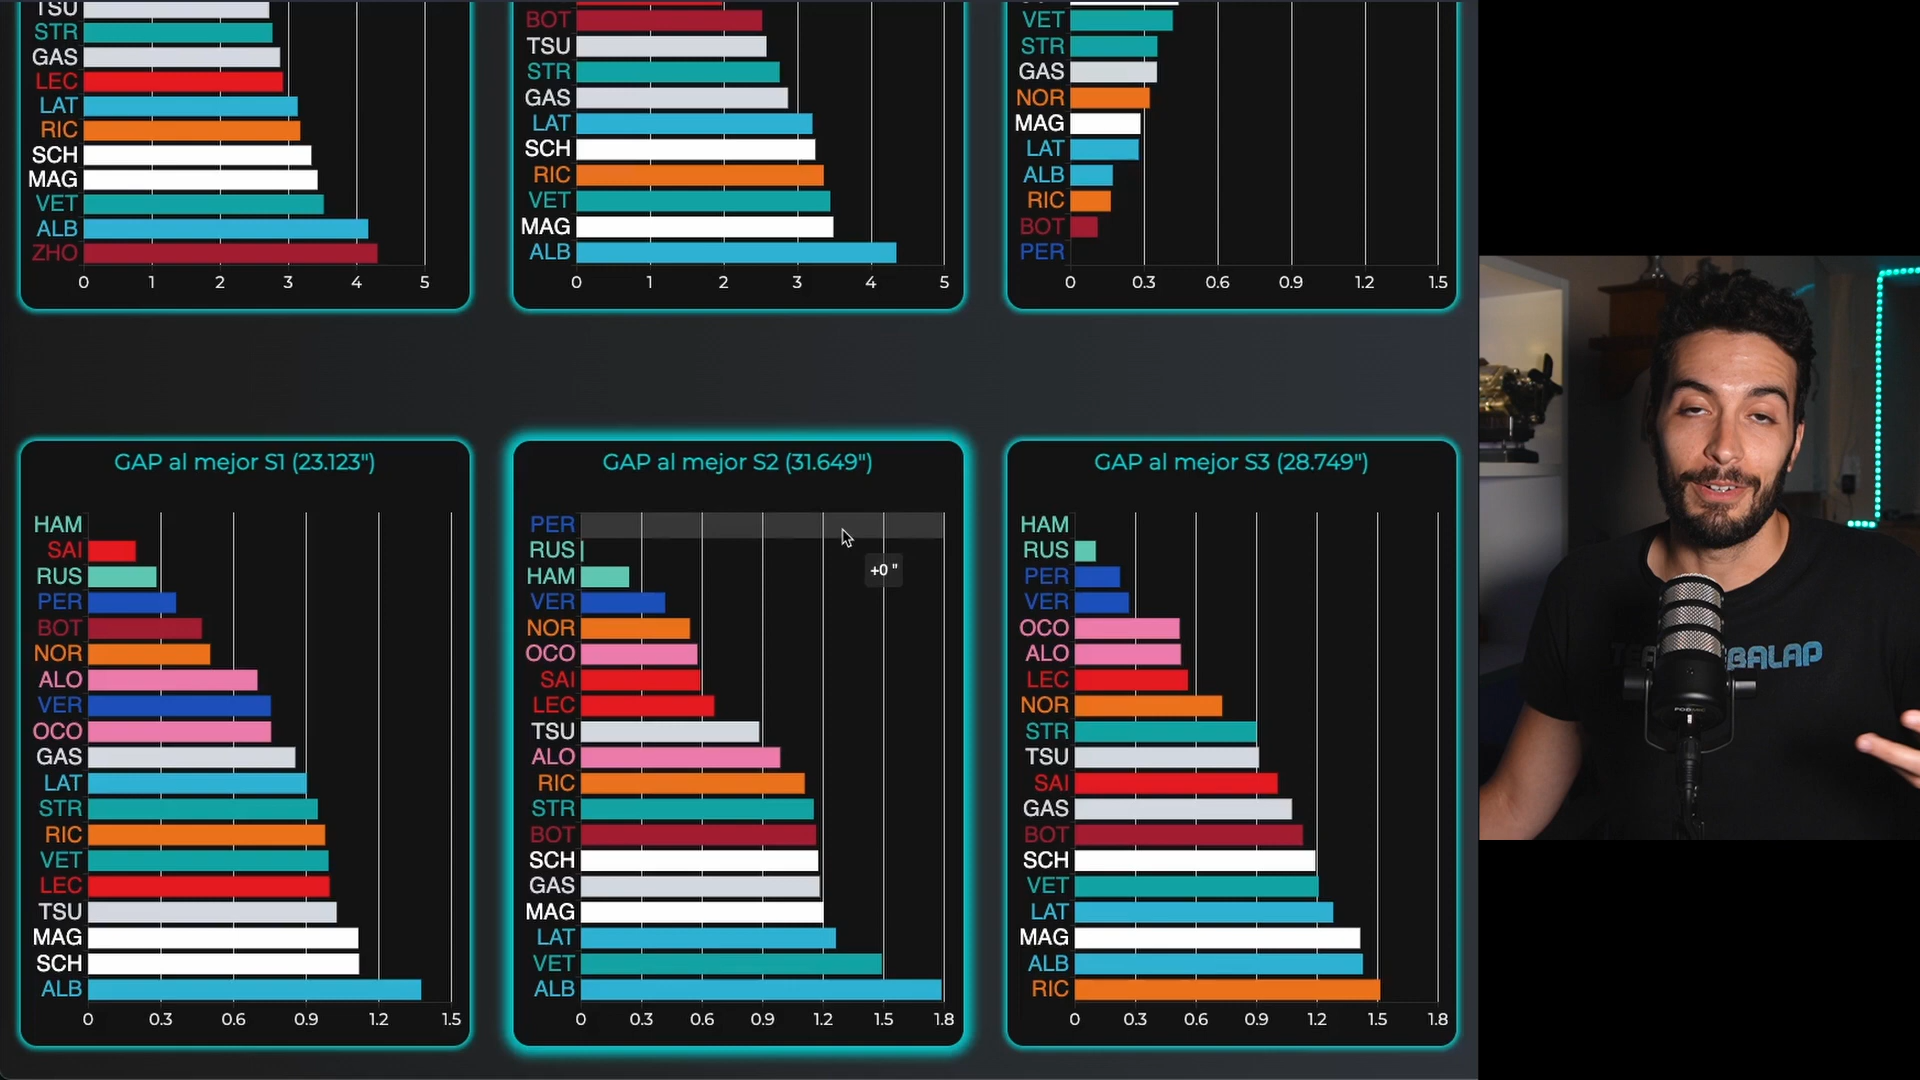 TSU
STR
GAS
LEC
LAT
RIC
SCH
MAG
VET
ALB
ZHO
0 1 2 3 4 5
BOT
TSU
STR
GAS
LAT
SCH
RIC
VET
MAG
ALB
0 1 2 3 4 5
VET
STR
GAS
NOR
MAG
LAT
ALB
RIC
BOT
PER
0 0.3 0.6 0.9 1.2 1.5
GAP al mejor S1 (23.123")
HAM
SAI
RUS
PER
BOT
NOR
ALO
VER
OCO
GAS
LAT
STR
RIC
VET
LEC
TSU
MAG
SCH
ALB
0 0.3 0.6 0.9 1.2 1.5
GAP al mejor S2 (31.649")
PER
RUS
+0 "
HAM
VER
NOR
OCO
SAI
LEC
TSU
ALO
RIC
STR
BOT
SCH
GAS
MAG
LAT
VET
ALB
0 0.3 0.6 0.9 1.2 1.5 1.8
GAP al mejor S3 (28.749")
HAM
RUS
PER
VER
OCO
ALO
LEC
NOR
STR
TSU
SAI
GAS
BOT
SCH
VET
LAT
MAG
ALB
RIC
0 0.3 0.6 0.9 1.2 1.5 1.8